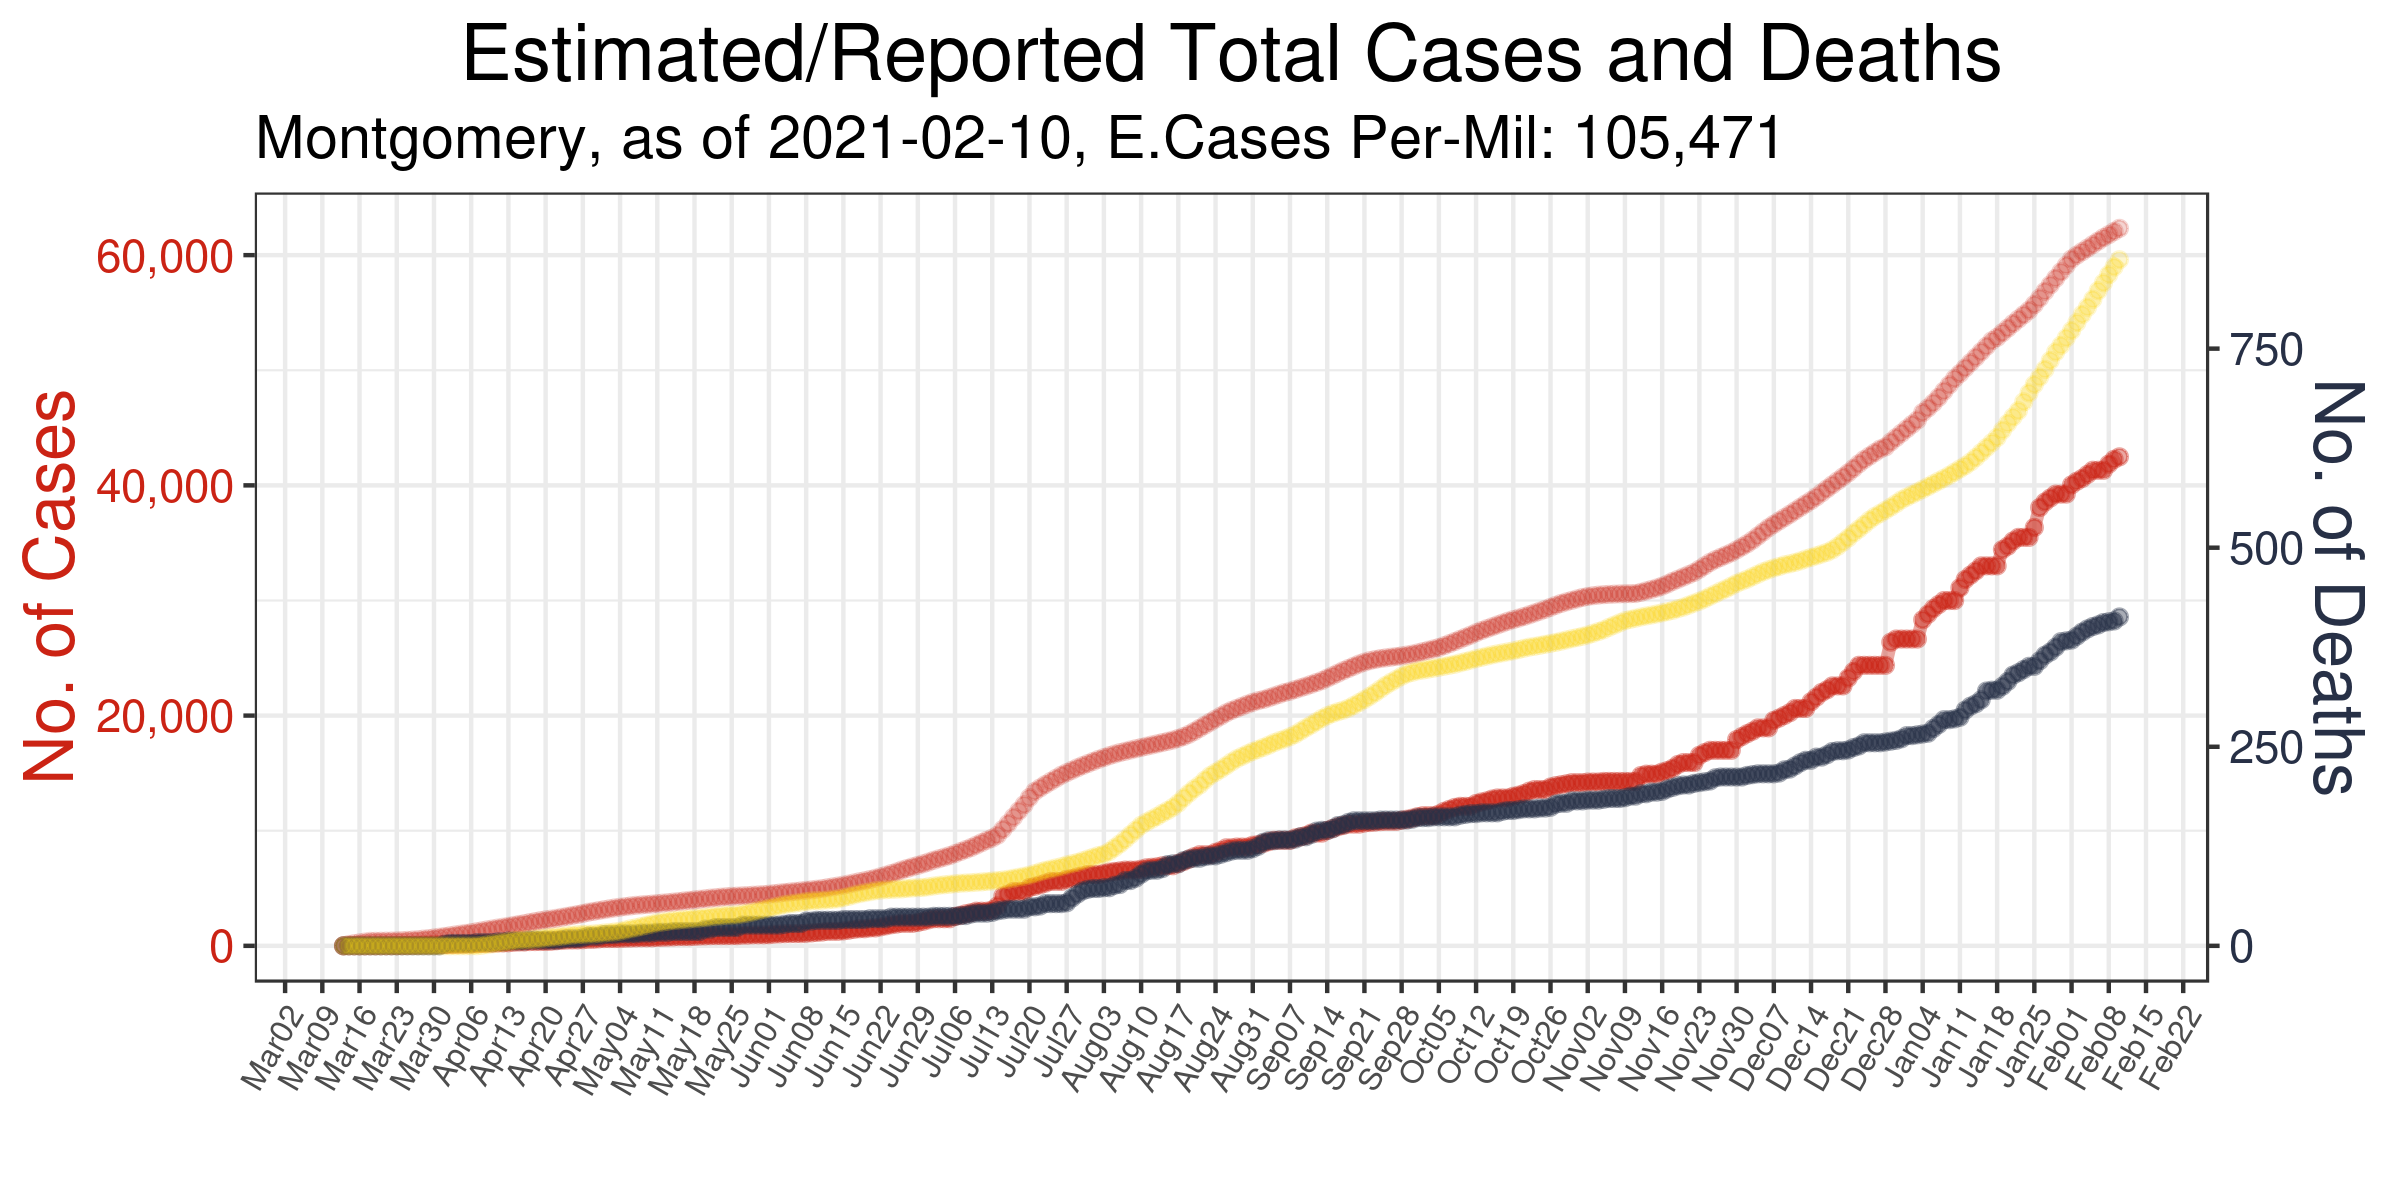 Estimated/Reported Total Cases and Deaths
Montgomery, as of 2021-02-10, E.Cases Per-Mil: 105,471
No. of Cases
60,000
40,000
20,000
0
750
500
250
0
No. of Deaths
Mar02 Mar09 Mar16 Mar23 Mar30 Apr06 Apr13 Apr20 Apr27 May04 May11 May18 May25 Jun01 Jun08 Jun15 Jun22 Jun29 Jul06 Jul13 Jul20 Jul27 Aug03 Aug10 Aug17 Aug24 Aug31 Sep07 Sep14 Sep21 Sep28 Oct05 Oct12 Oct19 Oct26 Nov02 Nov09 Nov16 Nov23 Nov30 Dec07 Dec14 Dec21 Dec28 Jan04 Jan11 Jan18 Jan25 Feb01 Feb08 Feb15 Feb22